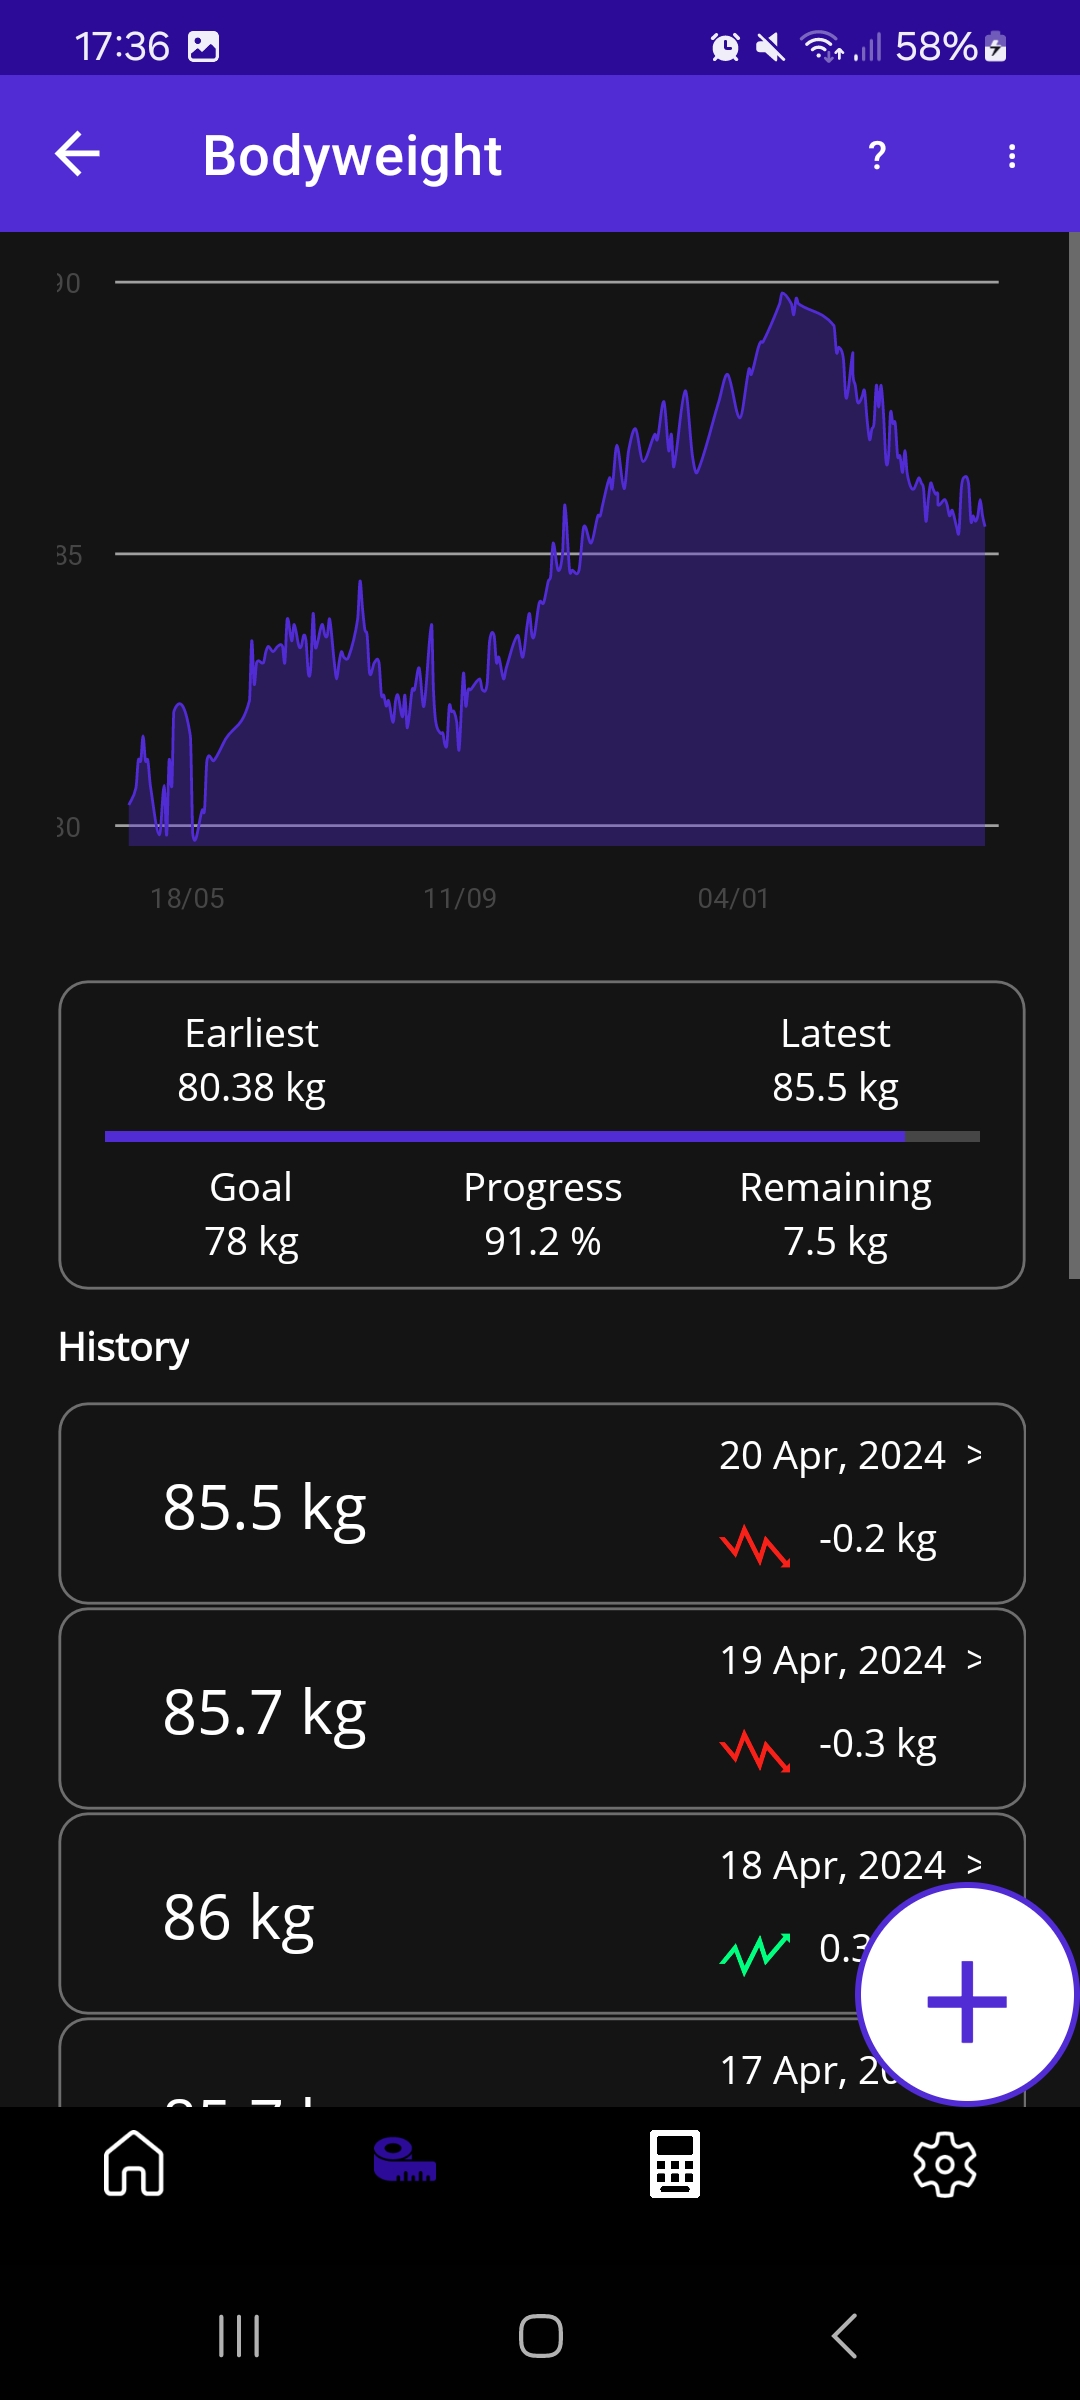 17:36 58%
Bodyweight ?
90
85
80
18/05 11/09 04/01
Earliest Latest
80.38 kg 85.5 kg
Goal Progress Remaining
78 kg 91.2 % 7.5 kg
History
20 Apr, 2024 >
85.5 kg
-0.2 kg
19 Apr, 2024 >
85.7 kg
-0.3 kg
18 Apr, 2024 >
86 kg
0.3
17 Apr, 20